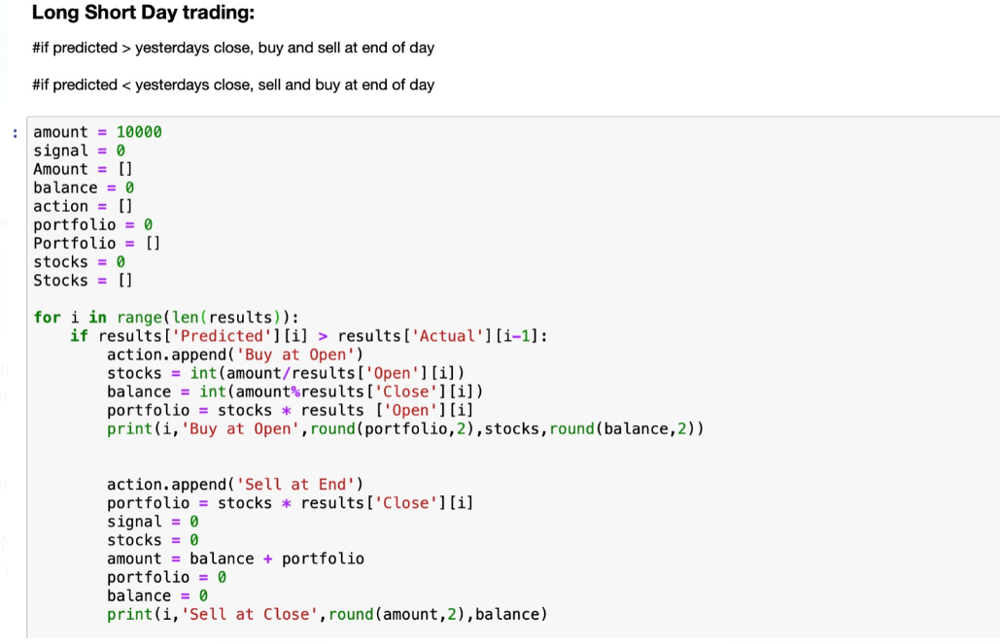 Long Short Day trading:
#if predicted > yesterdays close, buy and sell at end of day
#if predicted < yesterdays close, sell and buy at end of day
: amount = 10000
signal = 0
Amount = []
balance = 0
action = []
portfolio = 0
Portfolio = []
stocks = 0
Stocks = []

for i in range(len(results)):
    if results['Predicted'][i] > results['Actual'][i-1]:
        action.append('Buy at Open')
        stocks = int(amount/results['Open'][i])
        balance = int(amount%results['Close'][i])
        portfolio = stocks * results ['Open'][i]
        print(i,'Buy at Open',round(portfolio,2),stocks,round(balance,2))

        action.append('Sell at End')
        portfolio = stocks * results['Close'][i]
        signal = 0
        stocks = 0
        amount = balance + portfolio
        portfolio = 0
        balance = 0
        print(i,'Sell at Close',round(amount,2),balance)